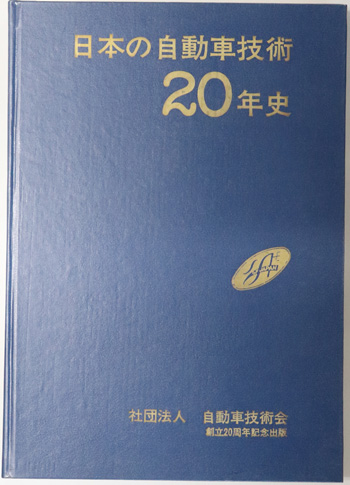 日本の自動車技術
20年史
社団法人 自動車技術会
創立20周年記念出版